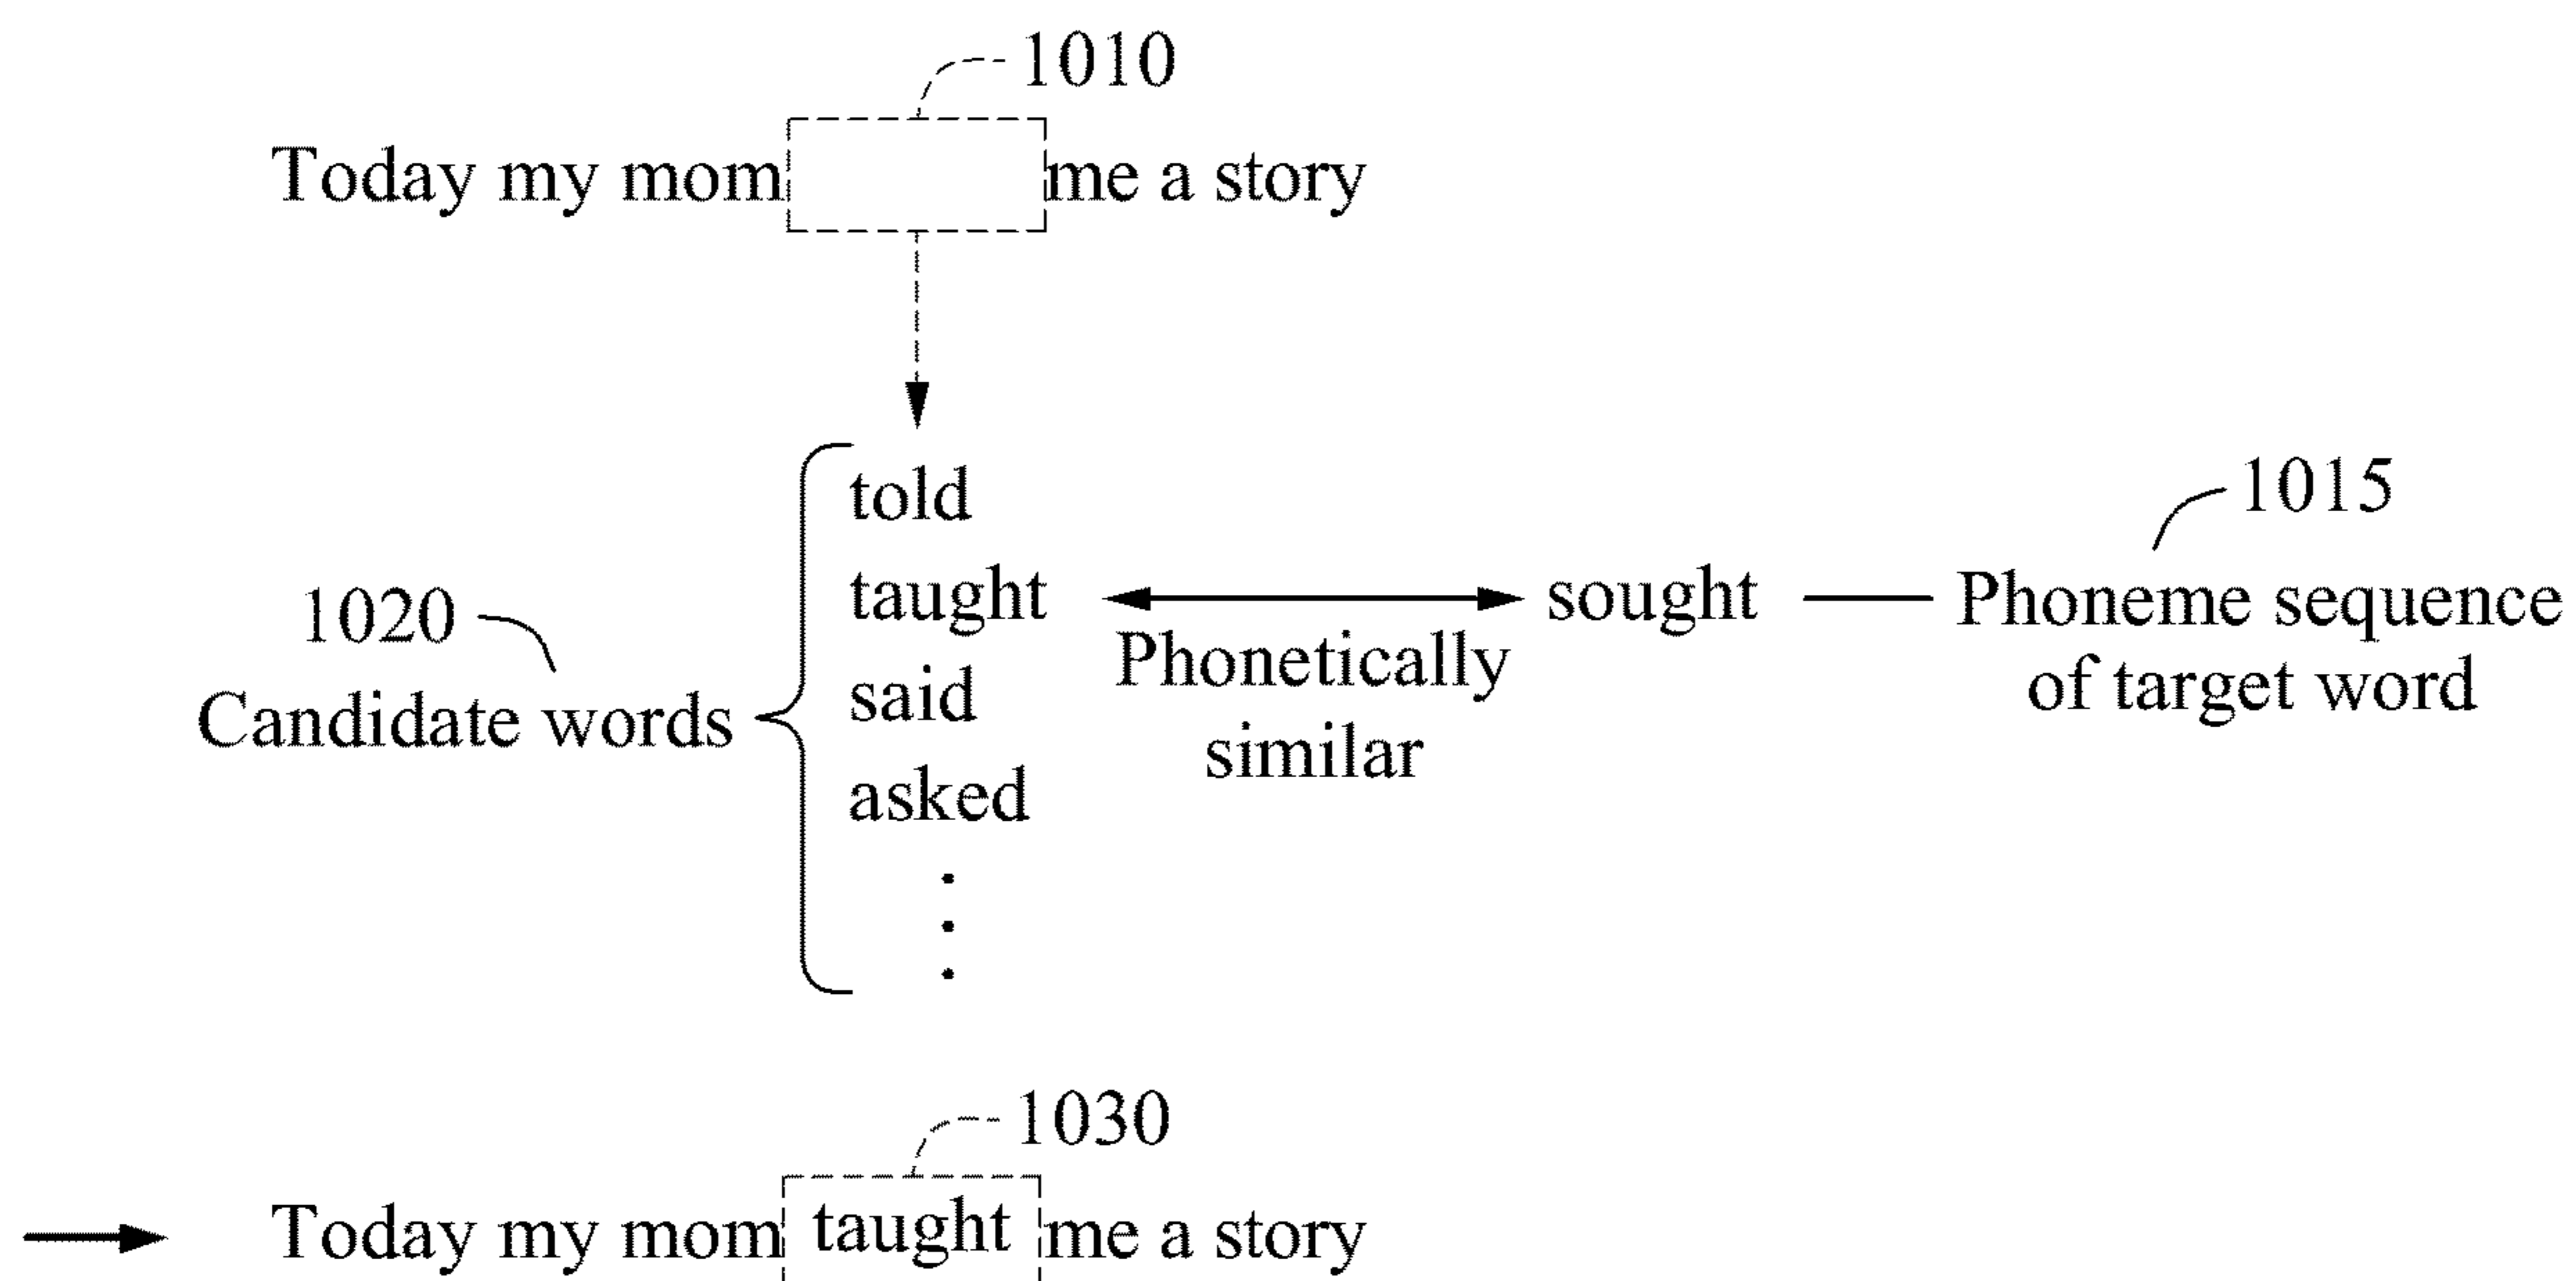 1010
Today my mom me a story
told
1015
taught
sought
Phoneme sequence
of target word
1020
Candidate words
Phonetically
similar
said
asked
1030
Today my mom taught me a story